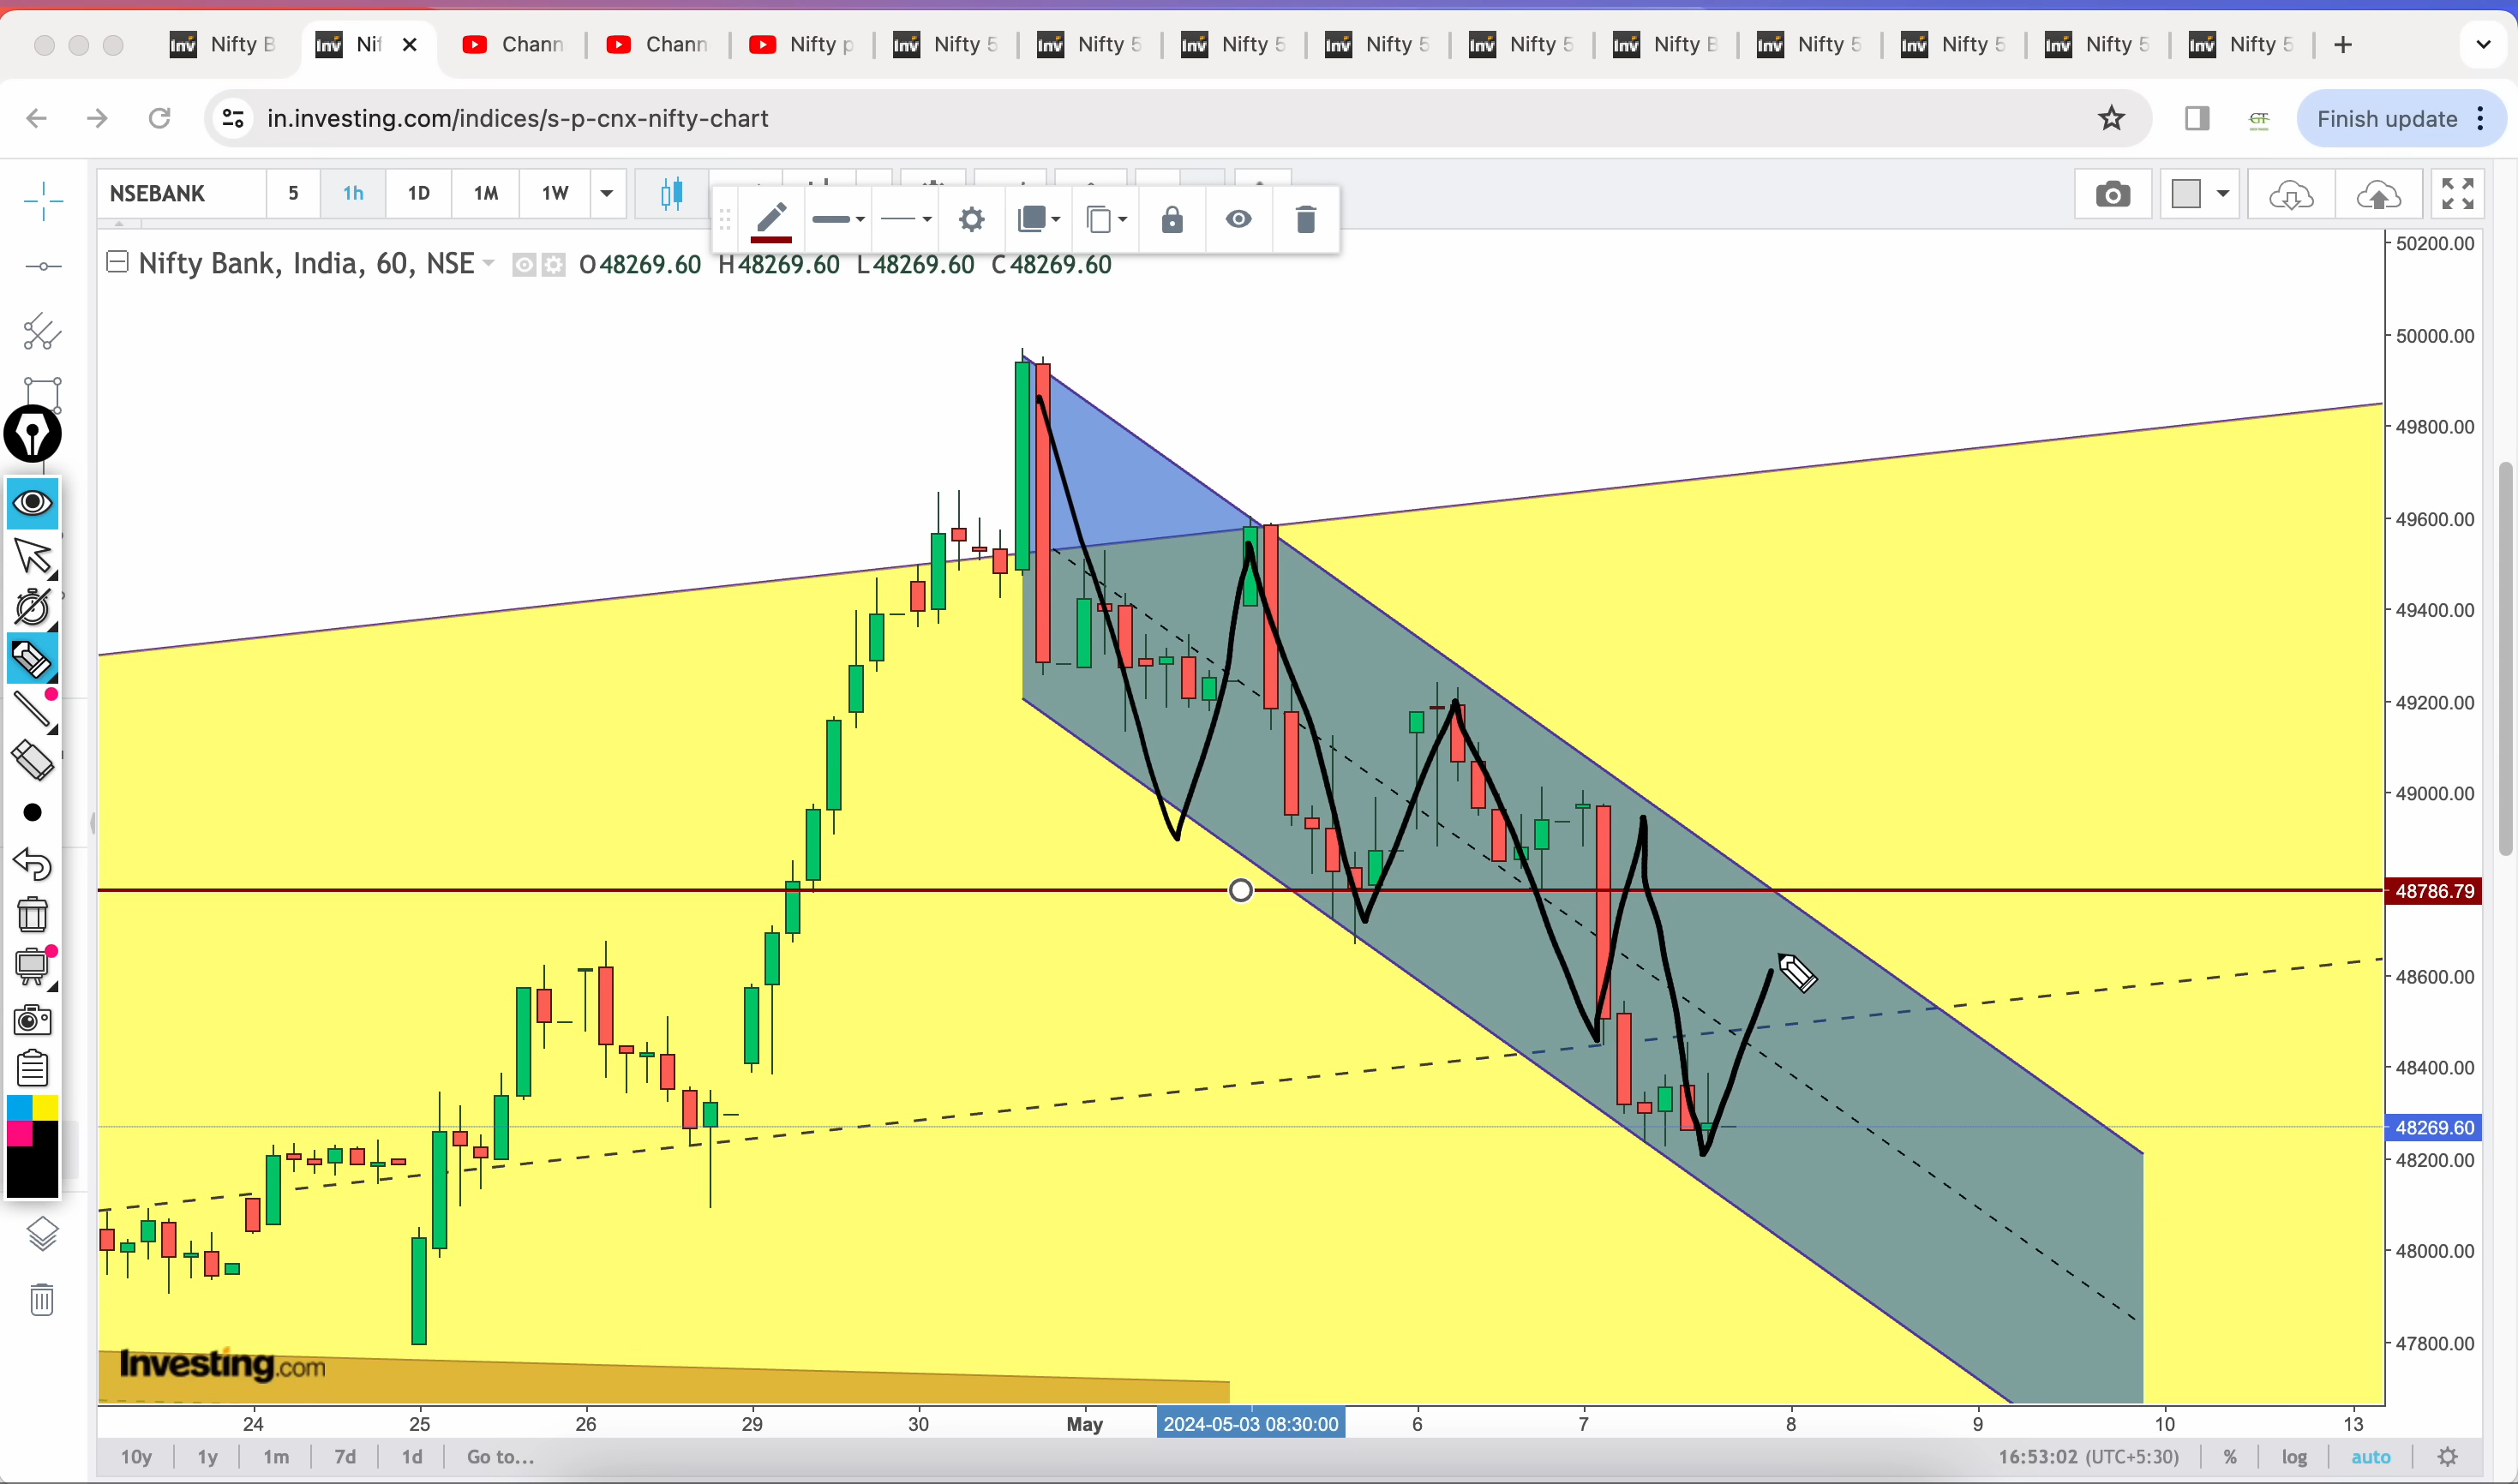 Nifty B
Nif
Chann
Chann
Nifty p
Nifty 5
Nifty 5
Nifty 5
Nifty 5
Nifty 5
Nifty B
Nifty 5
Nifty 5
Nifty 5
Nifty 5
in.investing.com/indices/s-p-cnx-nifty-chart
GT
Finish update
NSEBANK 5 1h 1D 1M 1W
Nifty Bank, India, 60, NSE O 48269.60 H 48269.60 L 48269.60 C 48269.60
50200.00
50000.00
49800.00
49600.00
49400.00
49200.00
49000.00
48786.79
48600.00
48400.00
48269.60
48200.00
48000.00
47800.00
Investing.com
24 25 26 29 30 May 2024-05-03 08:30:00 6 7 8 9 10 13
10y 1y 1m 7d 1d Go to... 16:53:02 (UTC+5:30) % log auto